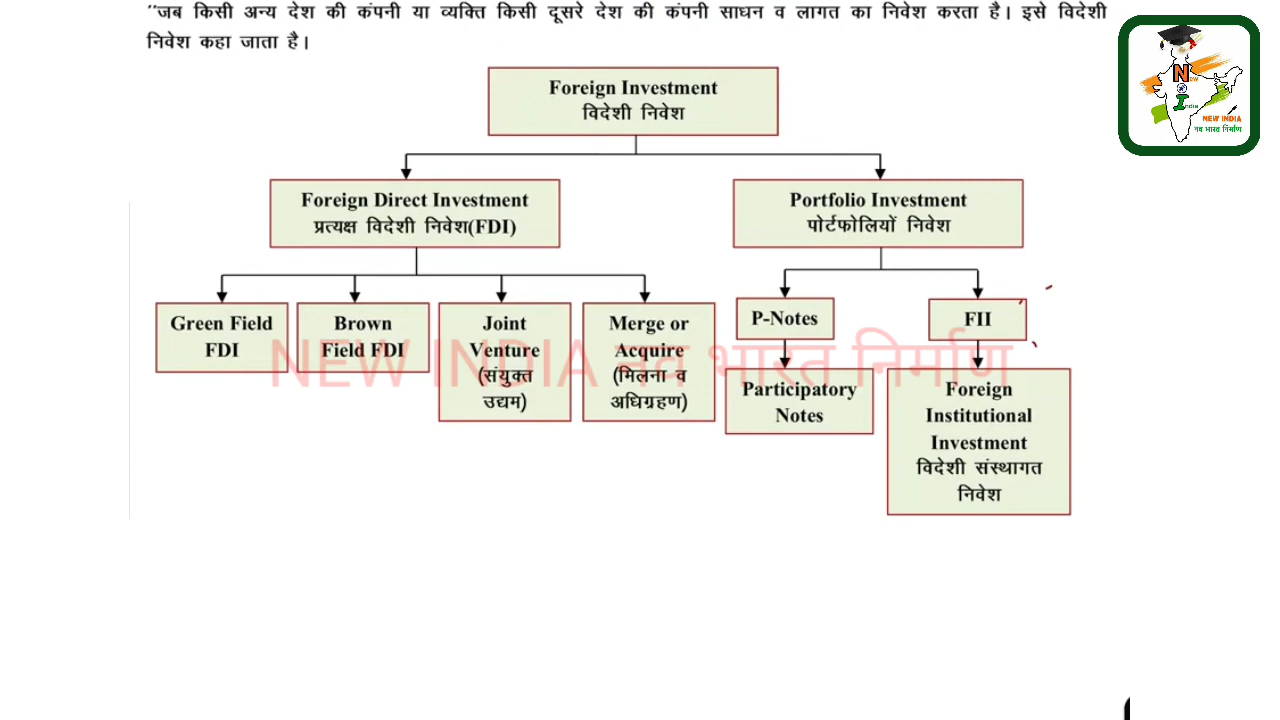 ”जब किसी अन्य देश की कंपनी या व्यक्ति किसी दूसरे देश की कंपनी साधन व लागत का निवेश करता है। इसे विदेशी
निवेश कहा जाता है।
Foreign Investment
विदेशी निवेश
Foreign Direct Investment
प्रत्यक्ष विदेशी निवेश(FDI)
Portfolio Investment
पोर्टफोलियों निवेश
Green Field
FDI
Brown
Field FDI
Joint
Venture
(संयुक्त
उद्यम)
Merge or
Acquire
(मिलना व
अधिग्रहण)
P-Notes
FII
Participatory
Notes
Foreign
Institutional
Investment
विदेशी संस्थागत
निवेश
NEW INDIA नव भारत निर्माण
New
India
NEW INDIA
नव भारत निर्माण